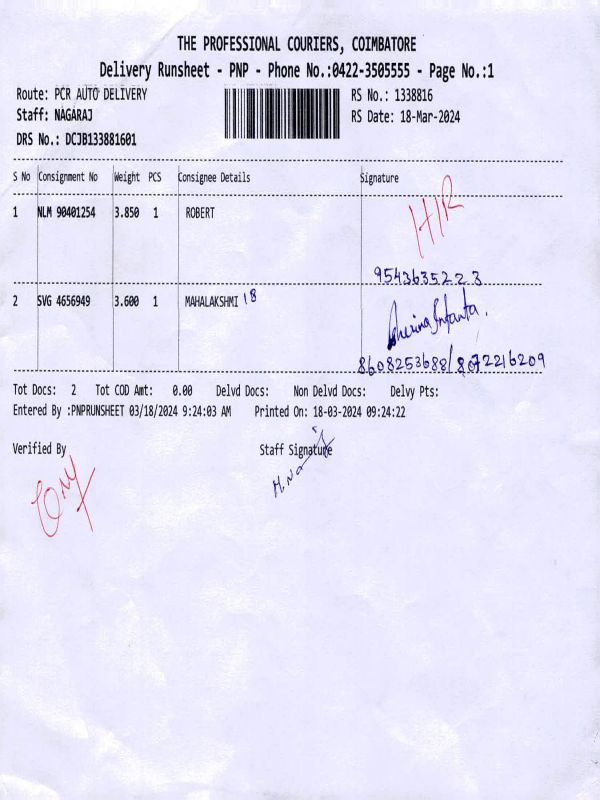 THE PROFESSIONAL COURIERS, COIMBATORE
Delivery Runsheet - PNP - Phone No.:0422-3505555 - Page No.:1
Route: PCR AUTO DELIVERY
RS No.: 1338816
Staff: NAGARAJ
RS Date: 18-Mar-2024
DRS No.: DCJB133881601
S No Consignment No Weight PCS Consignee Details Signature
1 NLM 90401254 3.850 1 ROBERT H/R
9543635223
2 SVG 4656949 3.600 1 MAHALAKSHMI 18
8608253688/8072216209
Tot Docs: 2 Tot COD Amt: 0.00 Delvd Docs: Non Delvd Docs: Delvy Pts:
Entered By :PNPRUNSHEET 03/18/2024 9:24:03 AM Printed On: 18-03-2024 09:24:22
Verified By Staff Signature